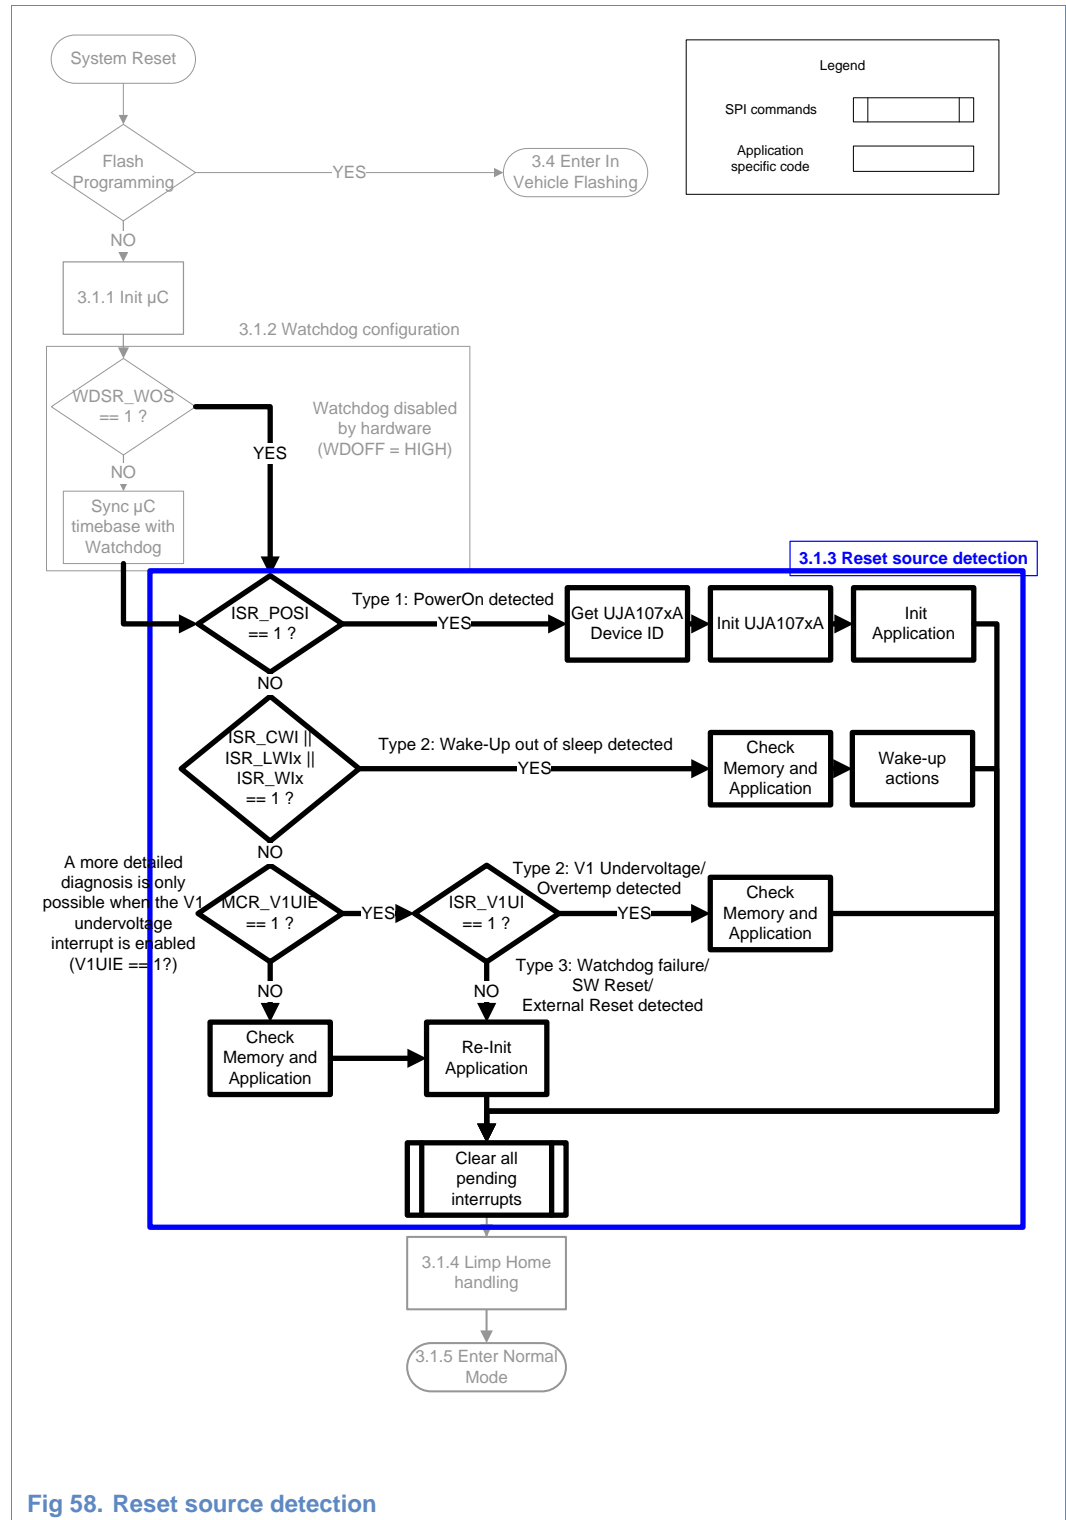 System Reset
Legend
SPI commands
Application
specific code
Flash
Programming
YES
3.4 Enter In
Vehicle Flashing
NO
3.1.1 Init µC
3.1.2 Watchdog configuration
WDSR_WOS
== 1 ?
Watchdog disabled
by hardware
(WDOFF = HIGH)
YES
NO
Sync µC
timebase with
Watchdog
3.1.3 Reset source detection
ISR_POSI
== 1 ?
Type 1: PowerOn detected
YES
Get UJA107xA
Device ID
Init UJA107xA
Init
Application
NO
ISR_CWI ||
ISR_LWIx ||
ISR_WIx
== 1 ?
Type 2: Wake-Up out of sleep detected
YES
Check
Memory and
Application
Wake-up
actions
NO
A more detailed
diagnosis is only
possible when the V1
undervoltage
interrupt is enabled
(V1UIE == 1?)
MCR_V1UIE
== 1 ?
YES
ISR_V1UI
== 1 ?
Type 2: V1 Undervoltage/
Overtemp detected
YES
Check
Memory and
Application
NO
NO
Type 3: Watchdog failure/
SW Reset/
External Reset detected
Check
Memory and
Application
Re-Init
Application
Clear all
pending
interrupts
3.1.4 Limp Home
handling
3.1.5 Enter Normal
Mode
Fig 58. Reset source detection